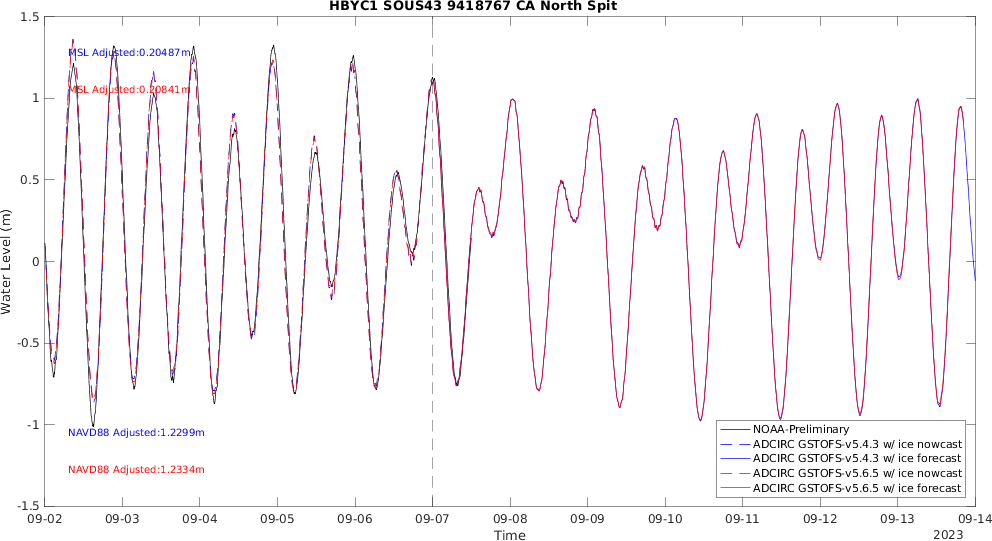 HBYC1 SOUS43 9418767 CA North Spit
1.5
1
0.5
0
-0.5
-1
-1.5
Water Level (m)
MSL Adjusted:0.20487m
MSL Adjusted:0.20841m
NAVD88 Adjusted:1.2299m
NAVD88 Adjusted:1.2334m
NOAA-Preliminary
ADCIRC GSTOFS-v5.4.3 w/ ice nowcast
ADCIRC GSTOFS-v5.4.3 w/ ice forecast
ADCIRC GSTOFS-v5.6.5 w/ ice nowcast
ADCIRC GSTOFS-v5.6.5 w/ ice forecast
09-02 09-03 09-04 09-05 09-06 09-07 09-08 09-09 09-10 09-11 09-12 09-13 09-14
Time
2023